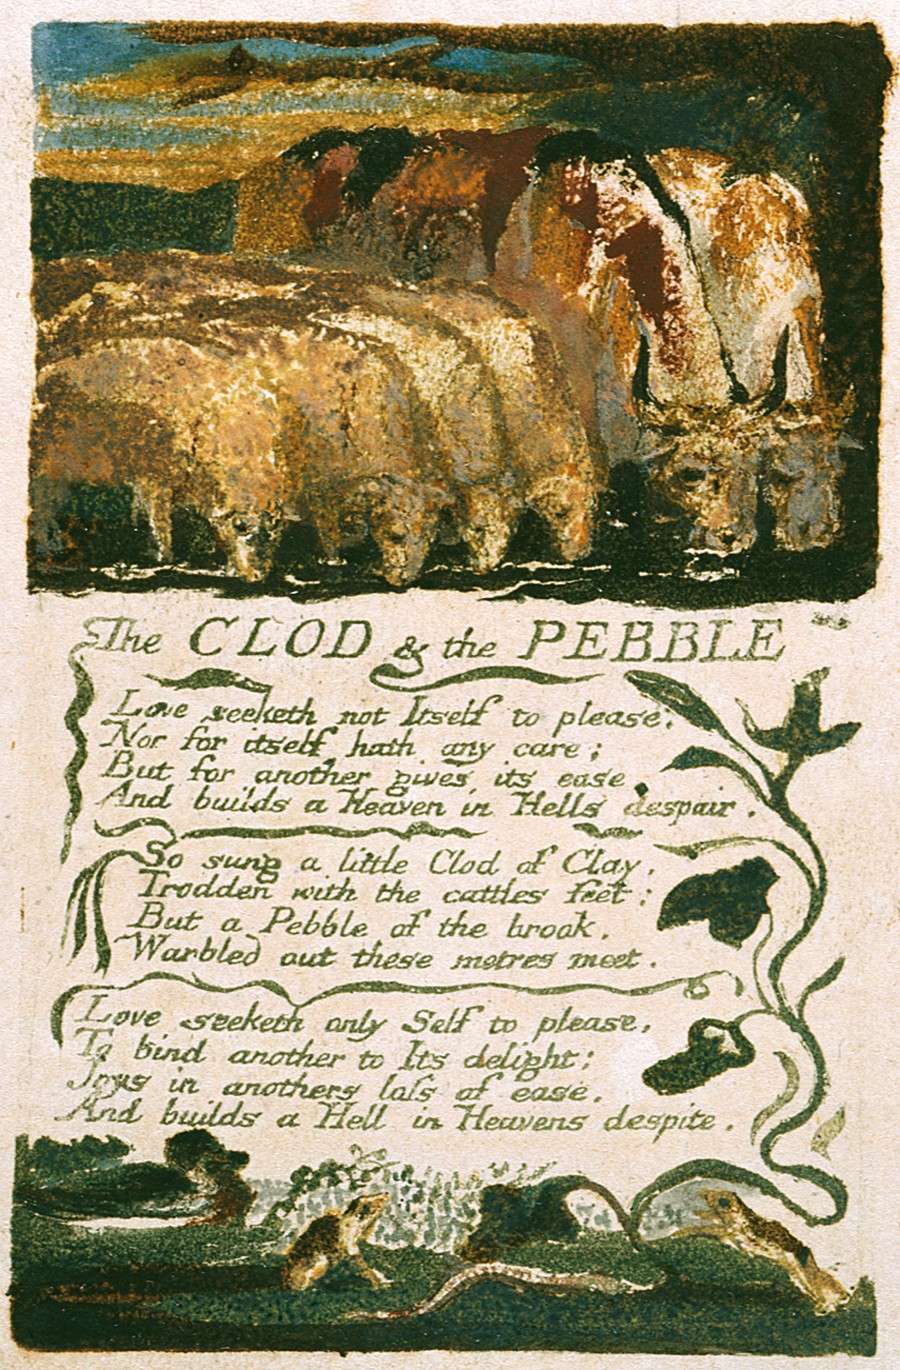 The CLOD & the PEBBLE
Love seeketh not Itself to please,
Nor for itself hath any care;
But for another gives its ease,
And builds a Heaven in Hells despair.
So sung a little Clod of Clay,
Trodden with the cattles feet:
But a Pebble of the brook,
Warbled out these metres meet.
Love seeketh only Self to please,
To bind another to Its delight:
Joys in anothers loss of ease,
And builds a Hell in Heavens despite.